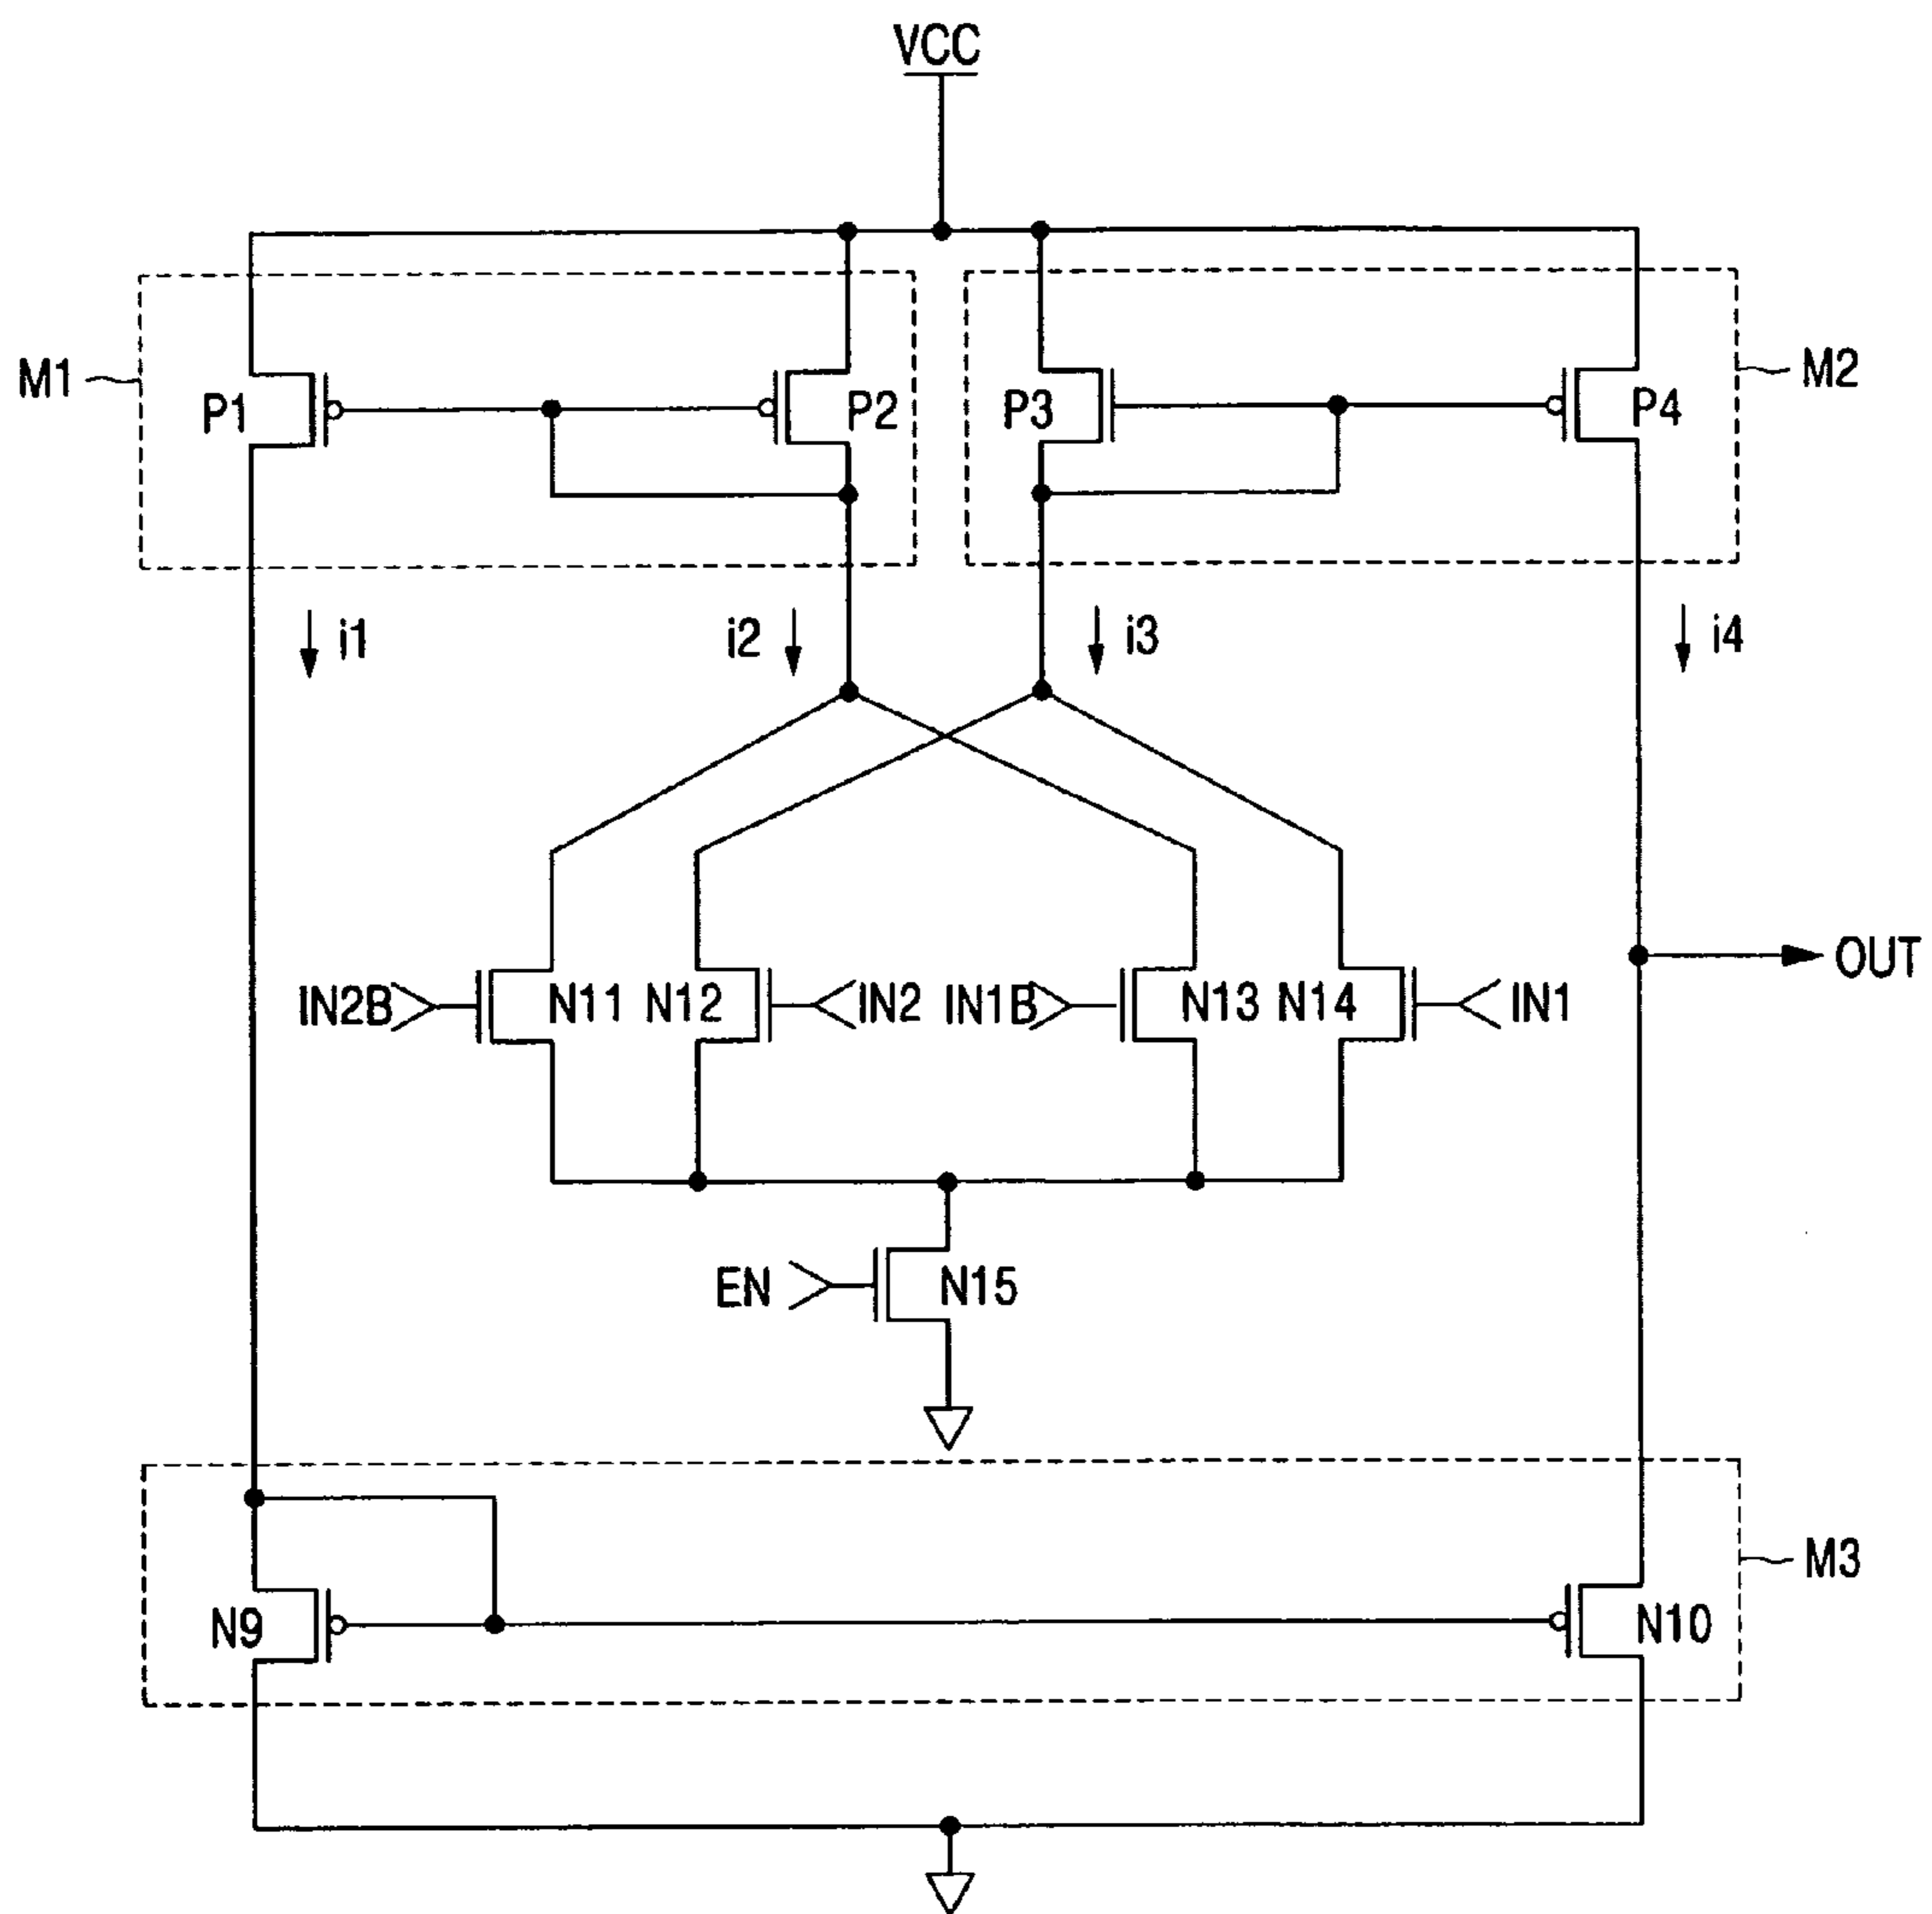 VCC
M1
P1
P2
P3
P4
M2
i1
i2
i3
i4
OUT
IN2B
N11
N12
IN2
IN1B
N13
N14
IN1
EN
N15
M3
N9
N10